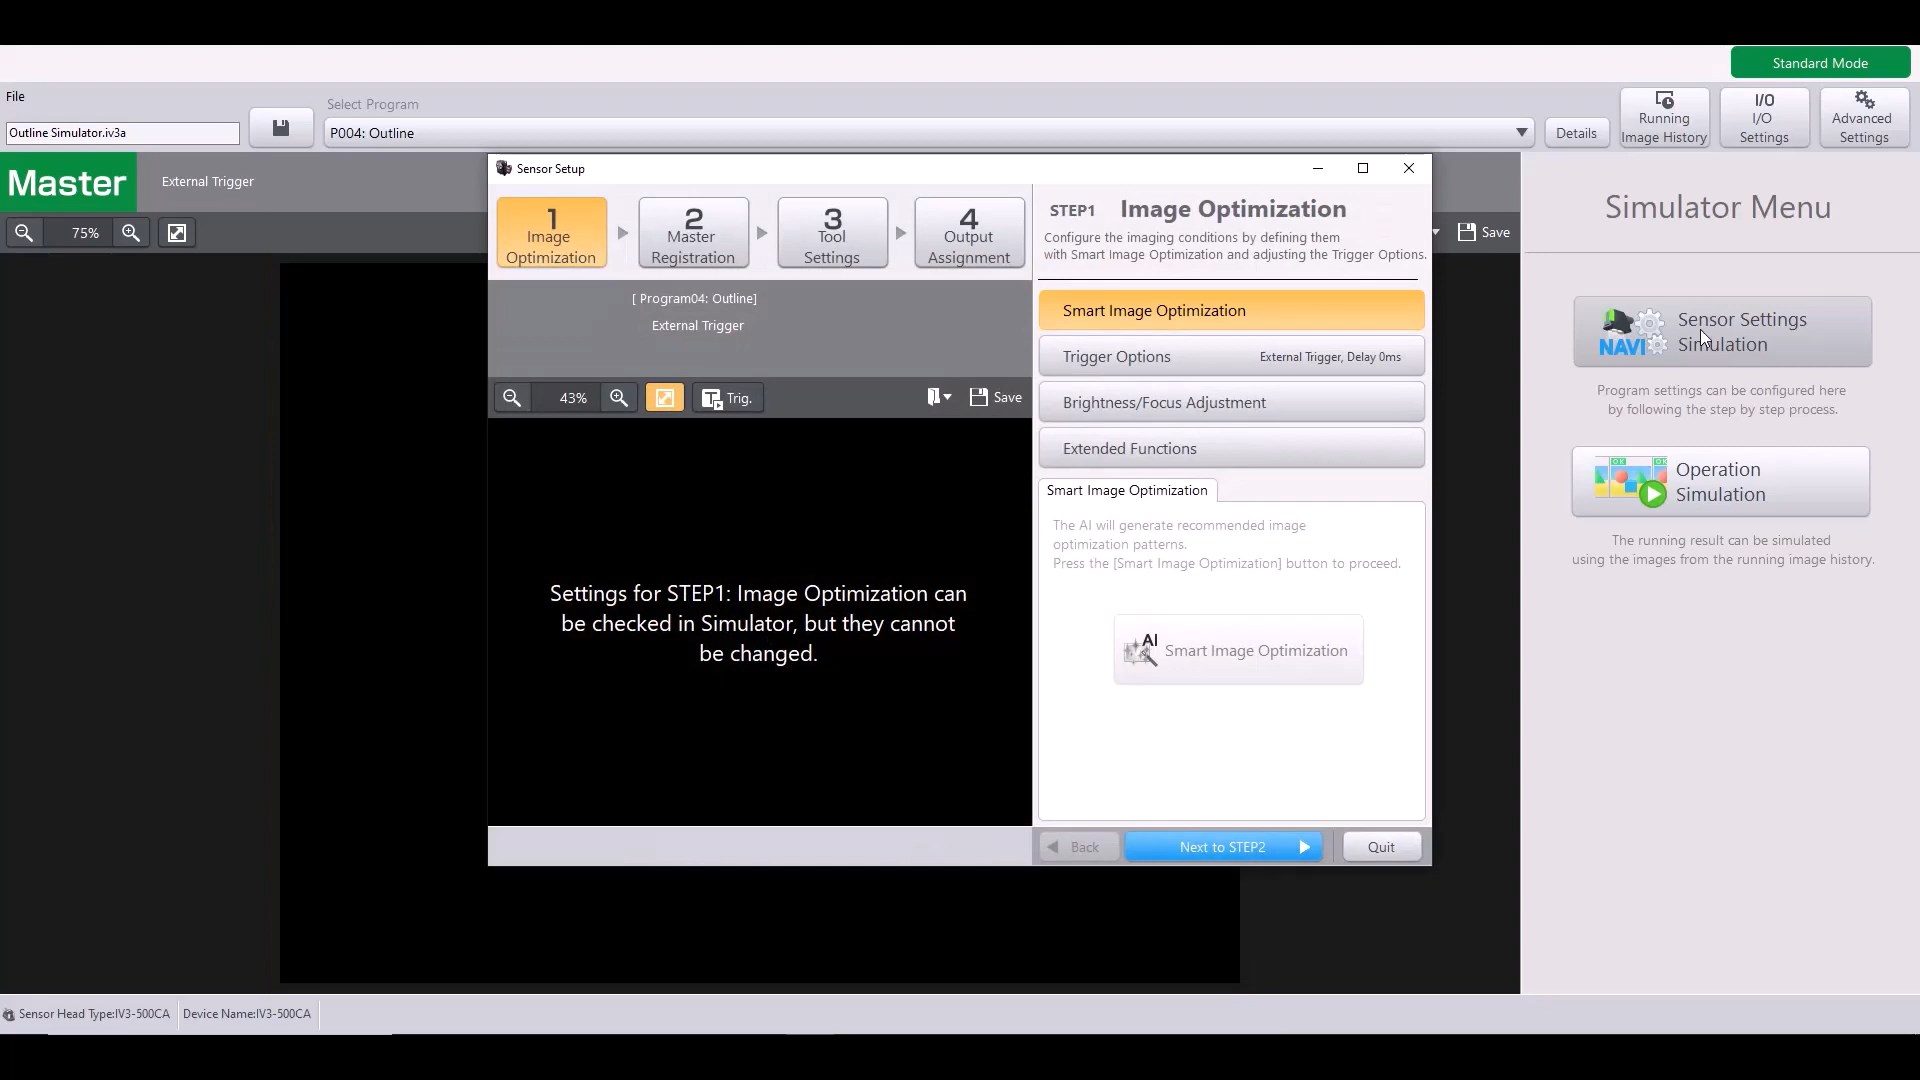 Standard Mode
File
Outline Simulator.iv3a
Select Program
P004: Outline
Details
Running
Image History
I/O
I/O
Settings
Advanced
Settings
Master
External Trigger
75%
Save
Sensor Setup
1
Image
Optimization
2
Master
Registration
3
Tool
Settings
4
Output
Assignment
[ Program04: Outline]
External Trigger
43%
Trig.
Save
Settings for STEP1: Image Optimization can
be checked in Simulator, but they cannot
be changed.
STEP1 Image Optimization
Configure the imaging conditions by defining them
with Smart Image Optimization and adjusting the Trigger Options.
Smart Image Optimization
Trigger Options External Trigger, Delay 0ms
Brightness/Focus Adjustment
Extended Functions
Smart Image Optimization
The AI will generate recommended image
optimization patterns.
Press the [Smart Image Optimization] button to proceed.
AI
Smart Image Optimization
Back
Next to STEP2
Quit
Simulator Menu
NAVI
Sensor Settings
Simulation
Program settings can be configured here
by following the step by step process.
OK
OK
Operation
Simulation
The running result can be simulated
using the images from the running image history.
Sensor Head Type:IV3-500CA
Device Name:IV3-500CA